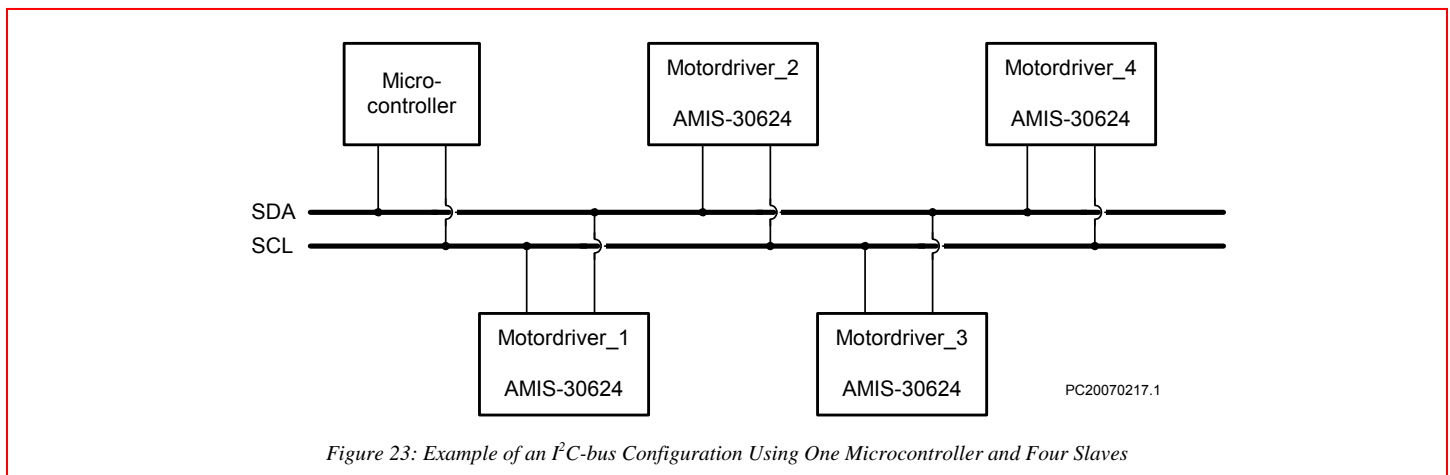 Micro-
controller
Motordriver_2
AMIS-30624
Motordriver_4
AMIS-30624
SDA
SCL
Motordriver_1
AMIS-30624
Motordriver_3
AMIS-30624
PC20070217.1
Figure 23: Example of an I²C-bus Configuration Using One Microcontroller and Four Slaves